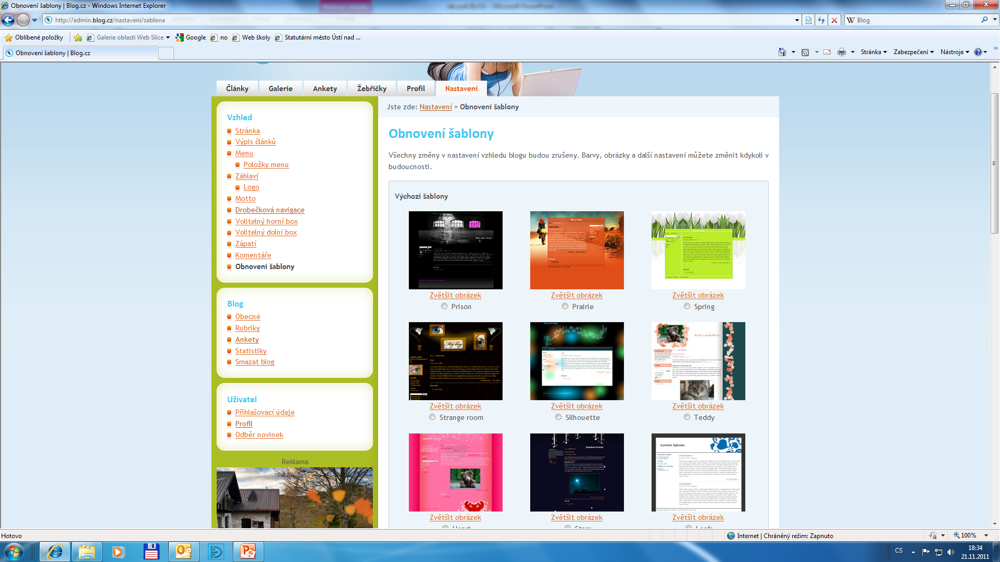 Obnovení šablony | Blog.cz - Windows Internet Explorer
http://admin.blog.cz/nastaveni/sablona
Blog
Oblíbené položky
Galerie oblastí Web Slice
Google
no
Web školy
Statutární město Ústí nad ...
Obnovení šablony | Blog.cz
Stránka
Zabezpečení
Nástroje
Články
Galerie
Ankety
Žebříčky
Profil
Nastavení
Jste zde: Nastavení » Obnovení šablony
Vzhled
Stránka
Výpis článků
Menu
Položky menu
Záhlaví
Logo
Motto
Drobečková navigace
Volitelný horní box
Volitelný dolní box
Zápatí
Komentáře
Obnovení šablony
Blog
Obecné
Rubriky
Ankety
Statistiky
Smazat blog
Uživatel
Přihlašovací údaje
Profil
Odběr novinek
Reklama
Obnovení šablony
Všechny změny v nastavení vzhledu blogu budou zrušeny. Barvy, obrázky a další nastavení můžete změnit kdykoli v
budoucnosti.
Výchozí šablony
Zvětšit obrázek
Zvětšit obrázek
Zvětšit obrázek
Prison
Prairie
Spring
Můj blog
Zvětšit obrázek
Zvětšit obrázek
Zvětšit obrázek
Strange room
Silhouette
Teddy
Lorem Ipsum
Zvětšit obrázek
Zvětšit obrázek
Zvětšit obrázek
Hotovo
Internet | Chráněný režim: Zapnuto
100%
CS
18:34
21.11.2011